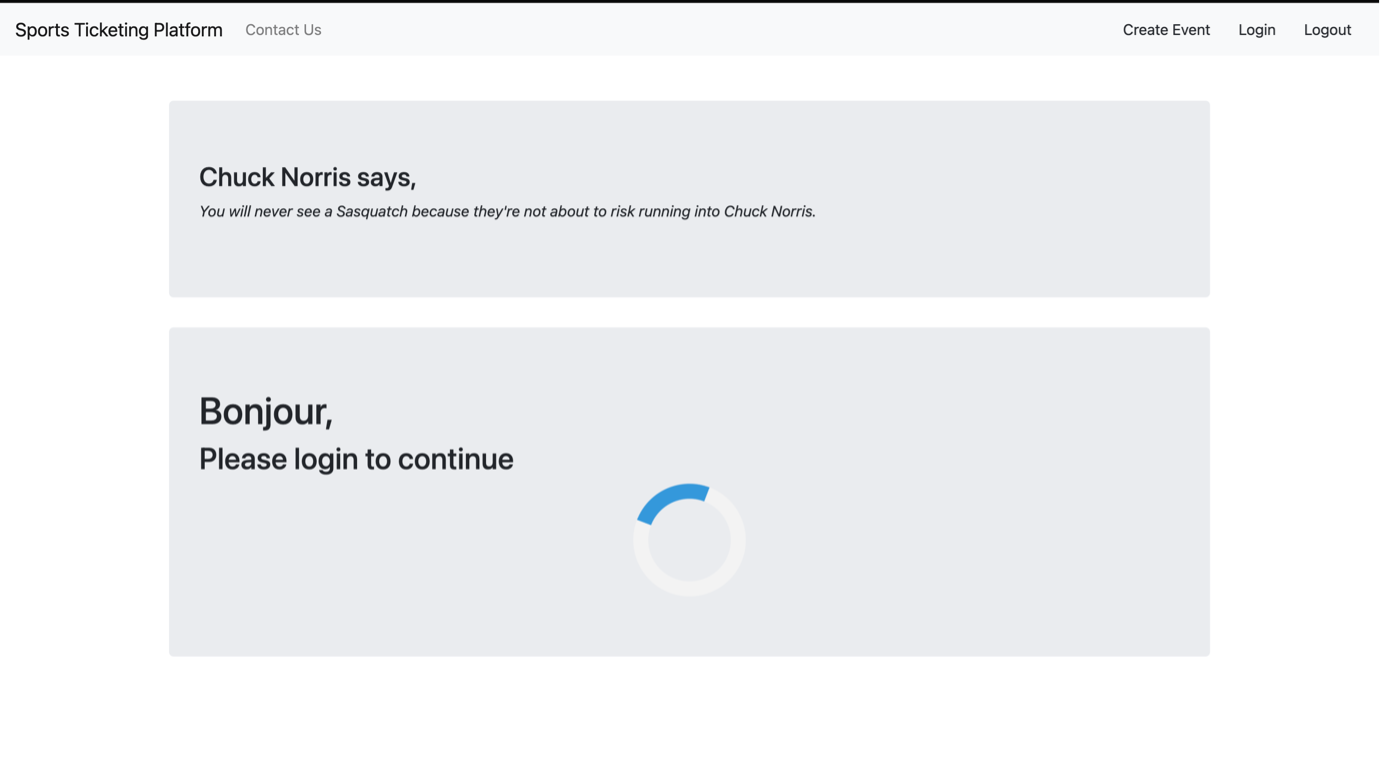 Sports Ticketing Platform Contact Us Create Event Login Logout
Chuck Norris says,
You will never see a Sasquatch because they're not about to risk running into Chuck Norris.
Bonjour,
Please login to continue